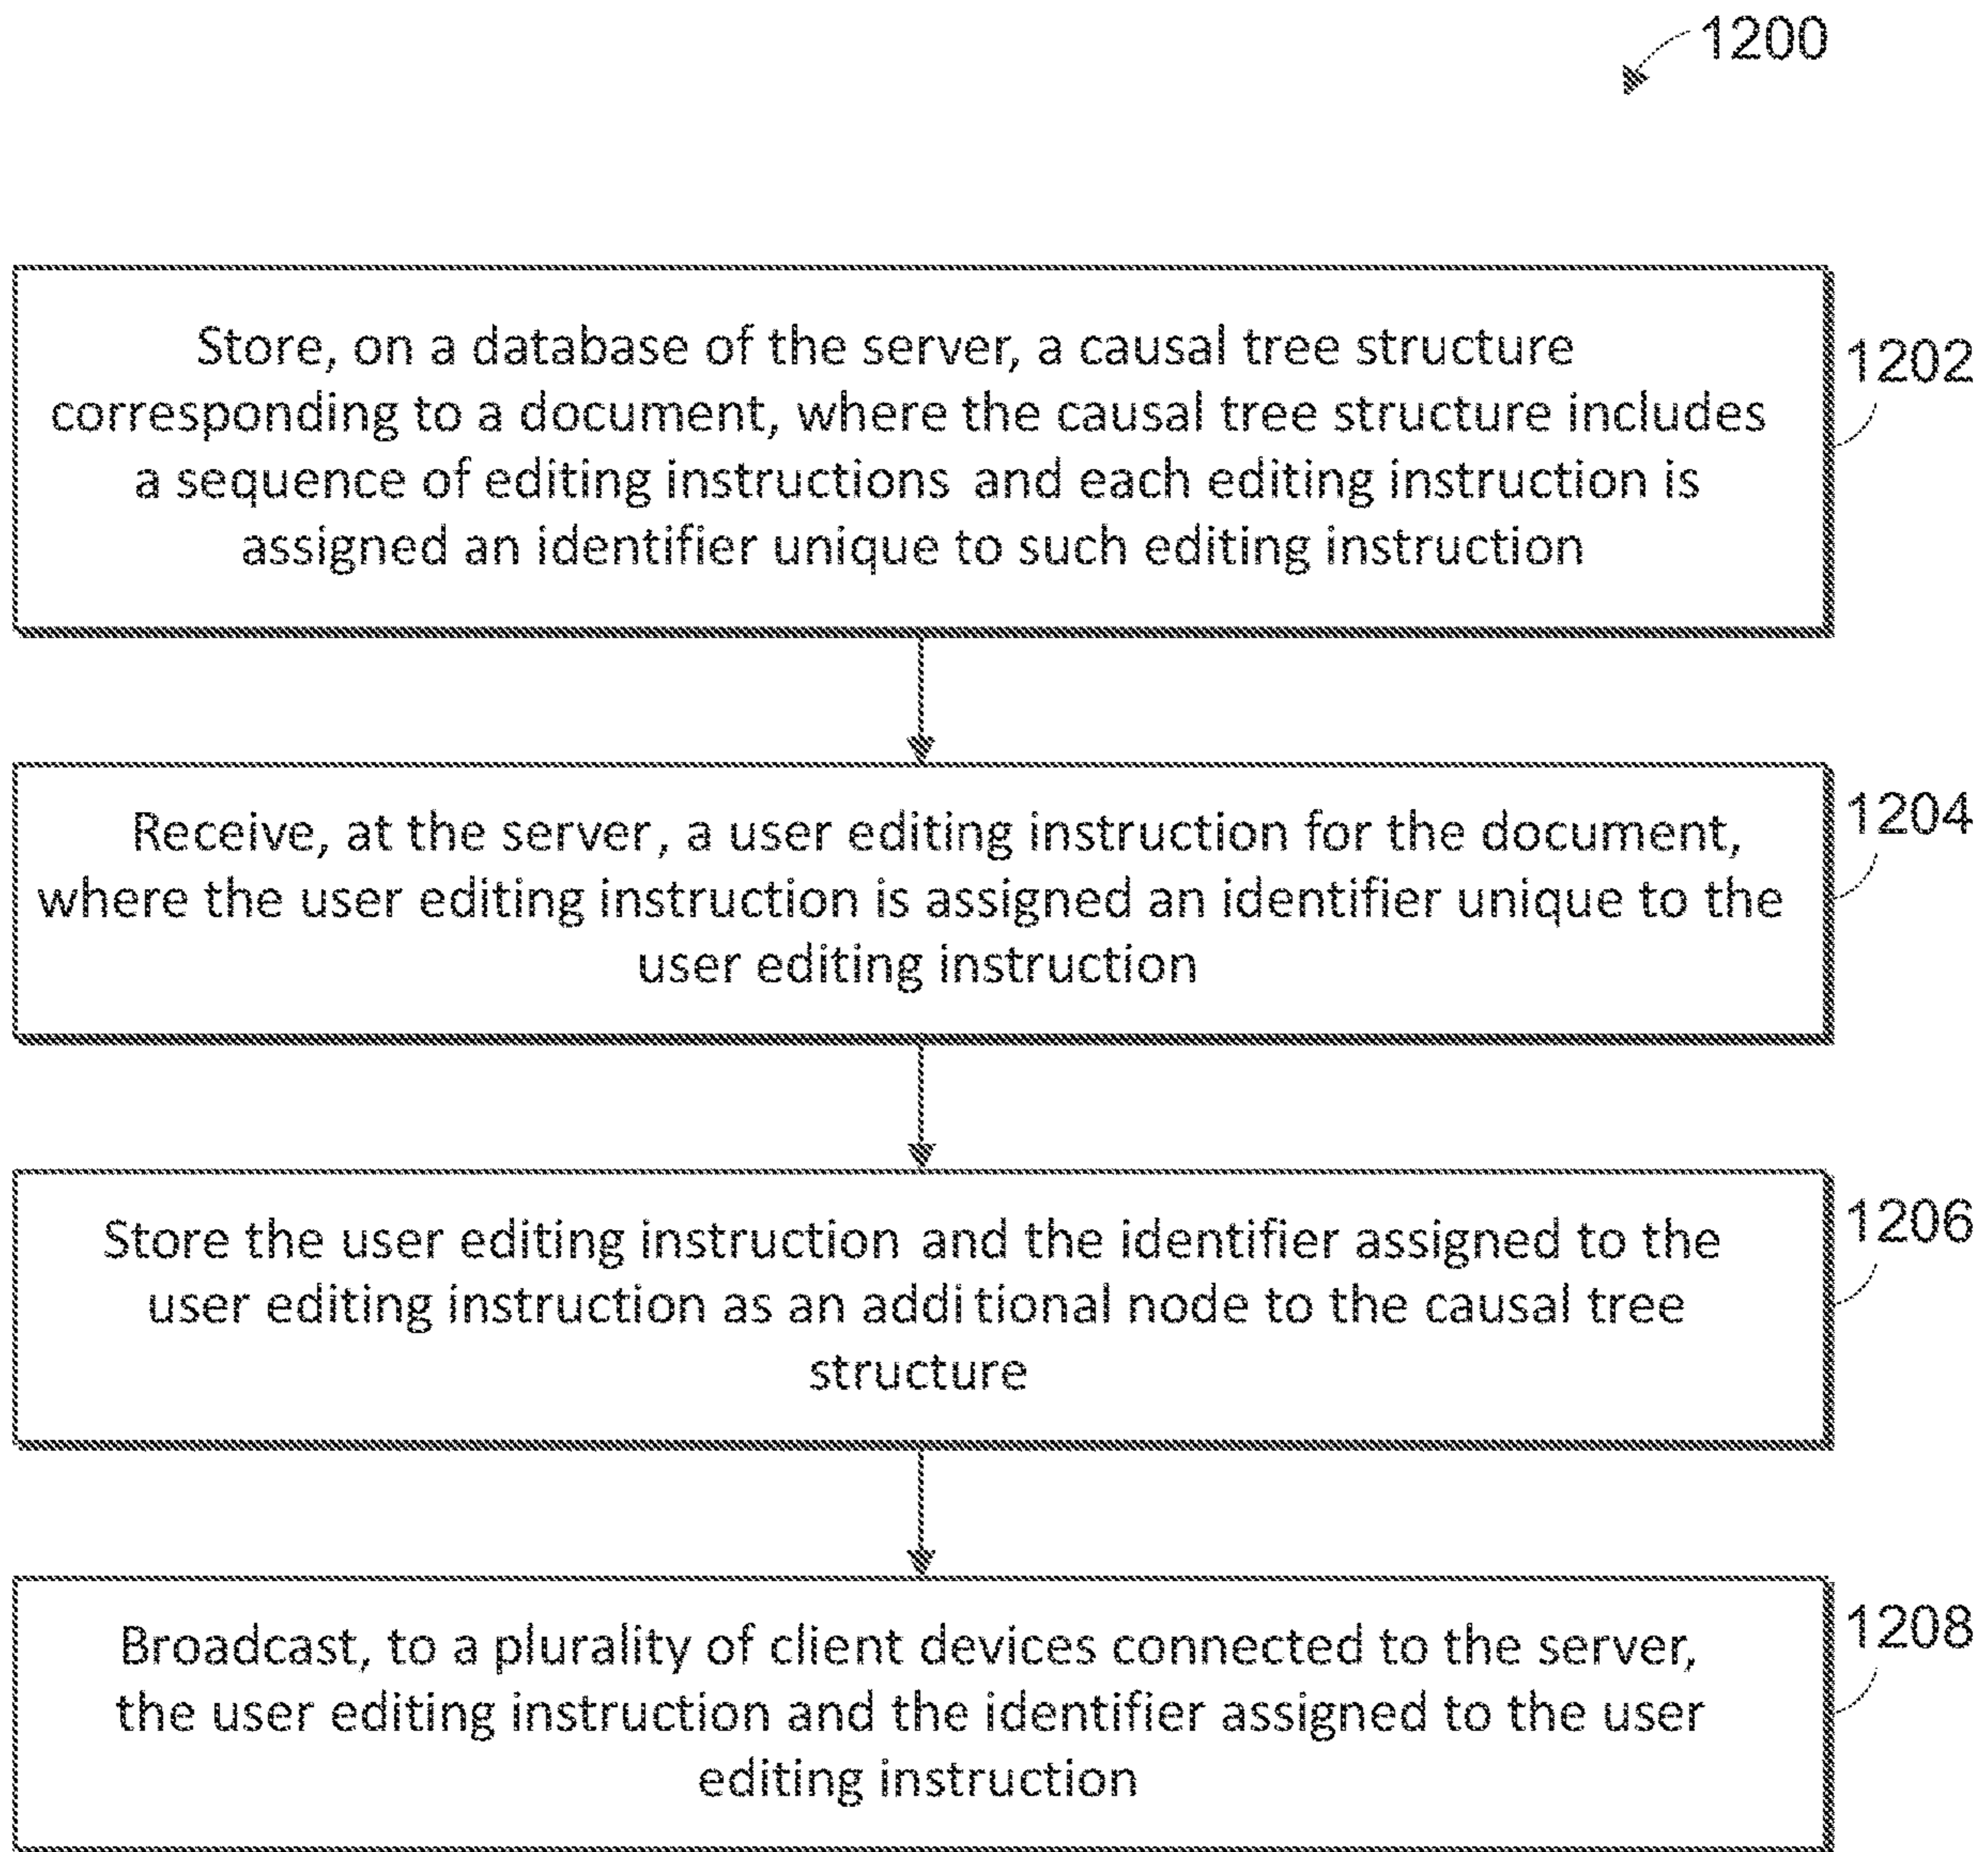 1200
Store, on a database of the server, a causal tree structure
corresponding to a document, where the causal tree structure includes
a sequence of editing instructions and each editing instruction is
assigned an identifier unique to such editing instruction
1202
Receive, at the server, a user editing instruction for the document,
where the user editing instruction is assigned an identifier unique to the
user editing instruction
1204
Store the user editing instruction and the identifier assigned to the
user editing instruction as an addi tional node to the causal tree
structure
1206
Broadcast, to a plurality of client devices connected to the server,
the user editing instruction and the identifier assigned to the user
editing instruction
1208